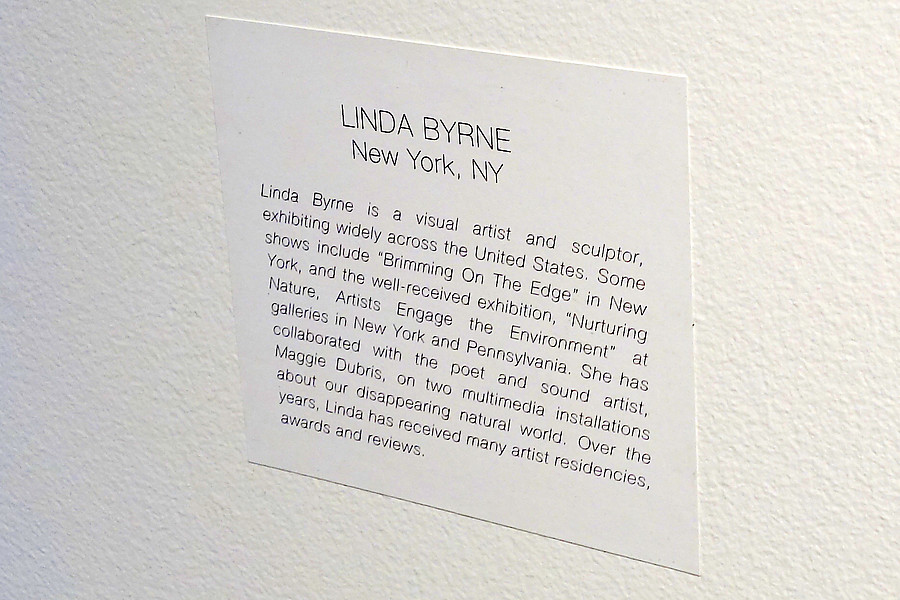 LINDA BYRNE
New York, NY
Linda Byrne is a visual artist and sculptor,
exhibiting widely across the United States. Some
shows include "Brimming On The Edge" in New
York, and the well-received exhibition, "Nurturing
Nature, Artists Engage the Environment" at
galleries in New York and Pennsylvania. She has
collaborated with the poet and sound artist,
Maggie Dubris, on two multimedia installations
about our disappearing natural world. Over the
years, Linda has received many artist residencies,
awards and reviews.